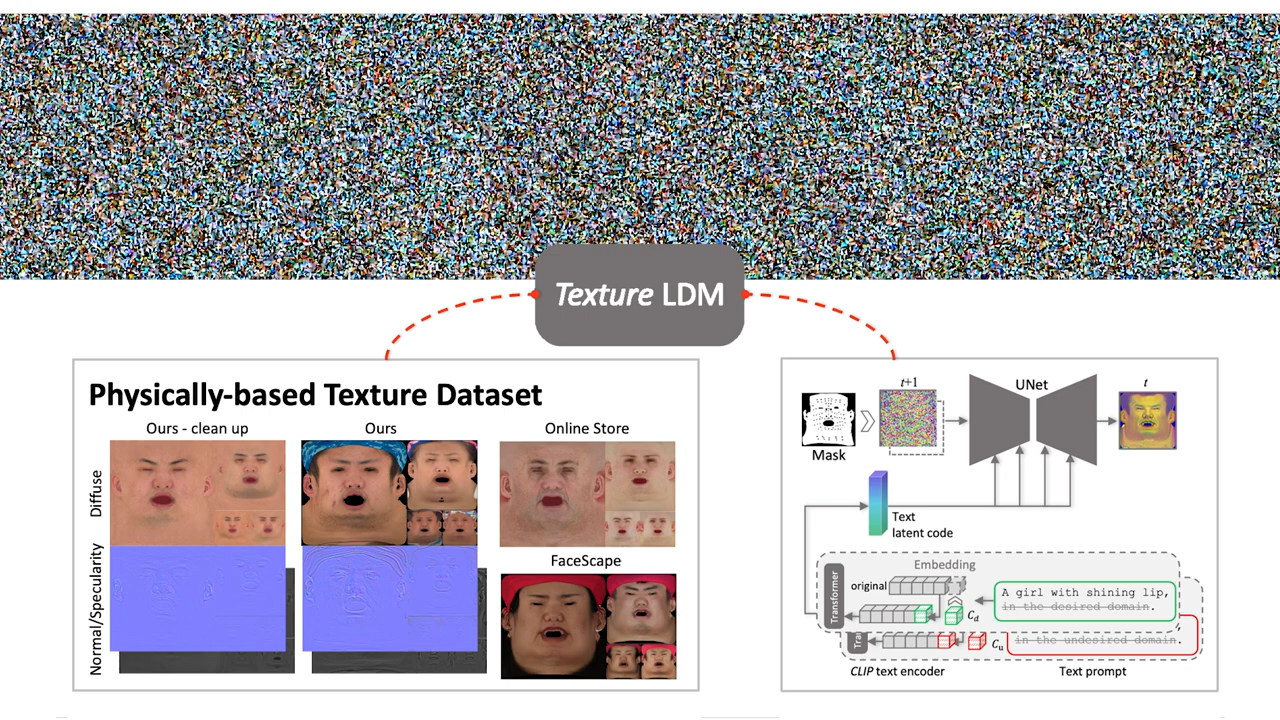 Texture LDM
Physically-based Texture Dataset
Ours - clean up
Ours
Online Store
Diffuse
Normal/Specularity
FaceScape
Mask
t+1
UNet
t
Text
latent code
Embedding
Transformer
original
C_d
A girl with shining lip,
in the desired domain.
Tra
C_u
,
in the undesired domain.
CLIP text encoder
Text prompt